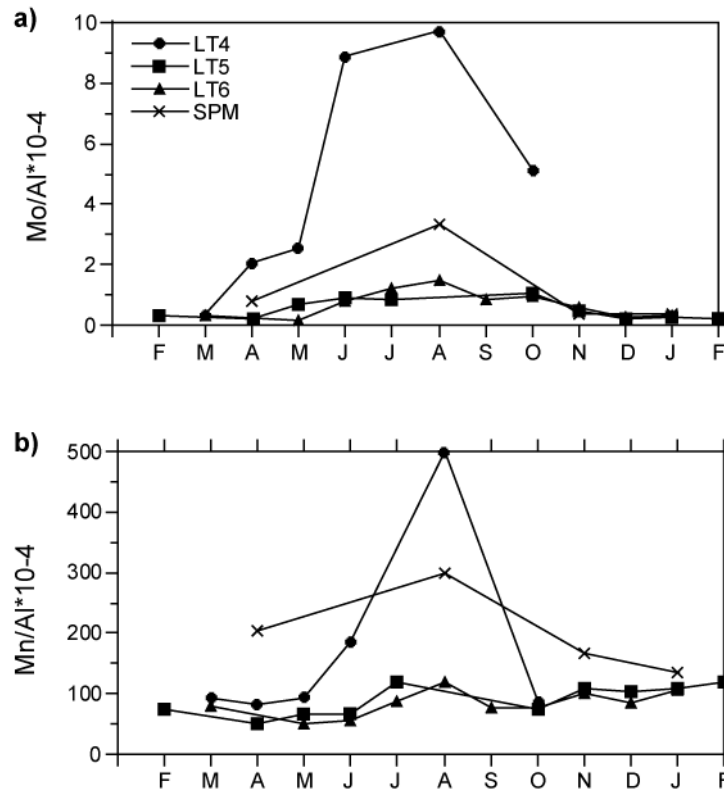 a)
10
8
6
4
2
0
Mo/Al*10-4
LT4
LT5
LT6
SPM
F M A M J J A S O N D J F
b)
500
400
300
200
100
0
Mn/Al*10-4
F M A M J J A S O N D J F